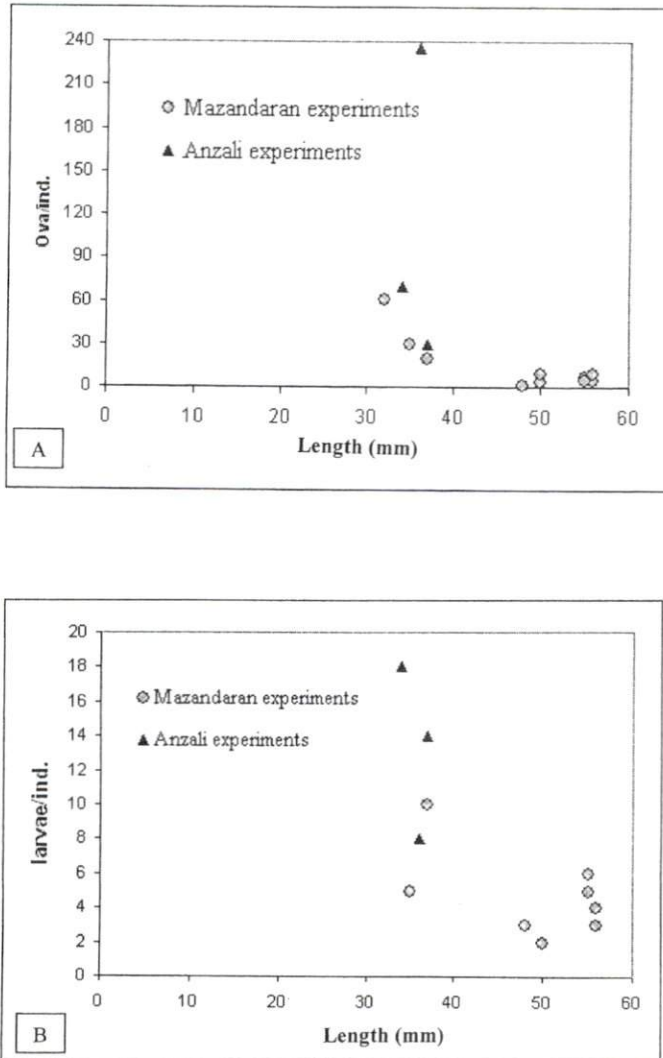 240
210
180
150
120
90
60
30
0
Ova/ind.
Mazandaran experiments
Anzali experiments
0 10 20 30 40 50 60
Length (mm)
A
20
18
16
14
12
10
8
6
4
2
0
larvae/ind.
Mazandaran experiments
Anzali experiments
0 10 20 30 40 50 60
Length (mm)
B